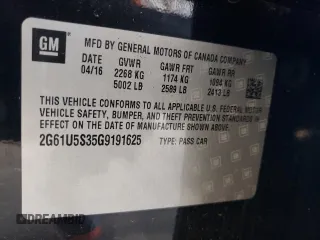 GM
MFD BY GENERAL MOTORS OF CANADA COMPANY
DATE GVWR GAWR FRT GAWR RR
04/16 2268 KG 1174 KG 1094 KG
5002 LB 2589 LB 2413 LB
THIS VEHICLE CONFORMS TO ALL APPLICABLE U.S. FEDERAL MOTOR
VEHICLE SAFETY, BUMPER, AND THEFT PREVENTION STANDARDS IN
EFFECT ON THE DATE OF MANUFACTURE SHOWN ABOVE.
2G61U5S35G9191625 TYPE: PASS CAR
DREAMBID